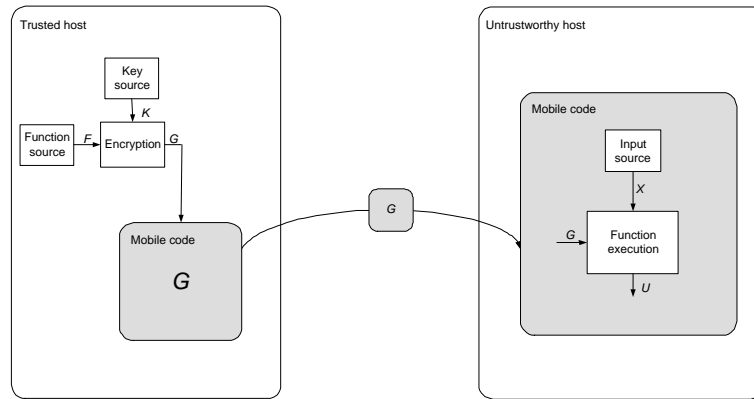 Trusted host
Key
source
K
Function
source
F
Encryption
G
Mobile code
G
G
Untrustworthy host
Mobile code
Input
source
X
G
Function
execution
U